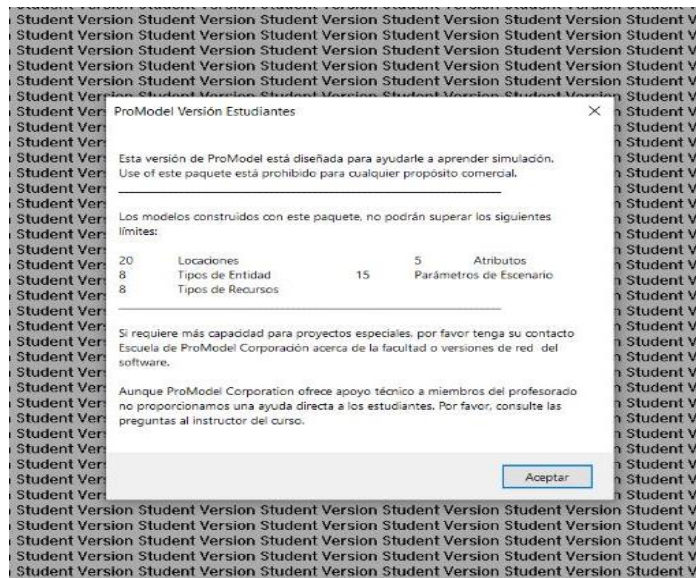 Student Version Student Version Student Version Student Version Student Version Student V
Student Version Student Version Student Version Student Version Student Version Student V
Student Version Student Version Student Version Student Version Student Version Student V
Student Version Student Version Student Version Student Version Student Version Student V
Student Version Student Version Student Version Student Version Student Version Student V
ProModel Versión Estudiantes
Esta versión de ProModel está diseñada para ayudarle a aprender simulación.
Use of este paquete está prohibido para cualquier propósito comercial.
Los modelos construidos con este paquete, no podrán superar los siguientes
límites:
20 Locaciones 5 Atributos
8 Tipos de Entidad 15 Parámetros de Escenario
8 Tipos de Recursos
Si requiere más capacidad para proyectos especiales, por favor tenga su contacto
Escuela de ProModel Corporación acerca de la facultad o versiones de red del
software.
Aunque ProModel Corporation ofrece apoyo técnico a miembros del profesorado
no proporcionamos una ayuda directa a los estudiantes. Por favor, consulte las
preguntas al instructor del curso.
Aceptar
Student Version Student Version Student Version Student Version Student Version Student V
Student Version Student Version Student Version Student Version Student Version Student V
Student Version Student Version Student Version Student Version Student Version Student V
Student Version Student Version Student Version Student Version Student Version Student V
Student Version Student Version Student Version Student Version Student Version Student V